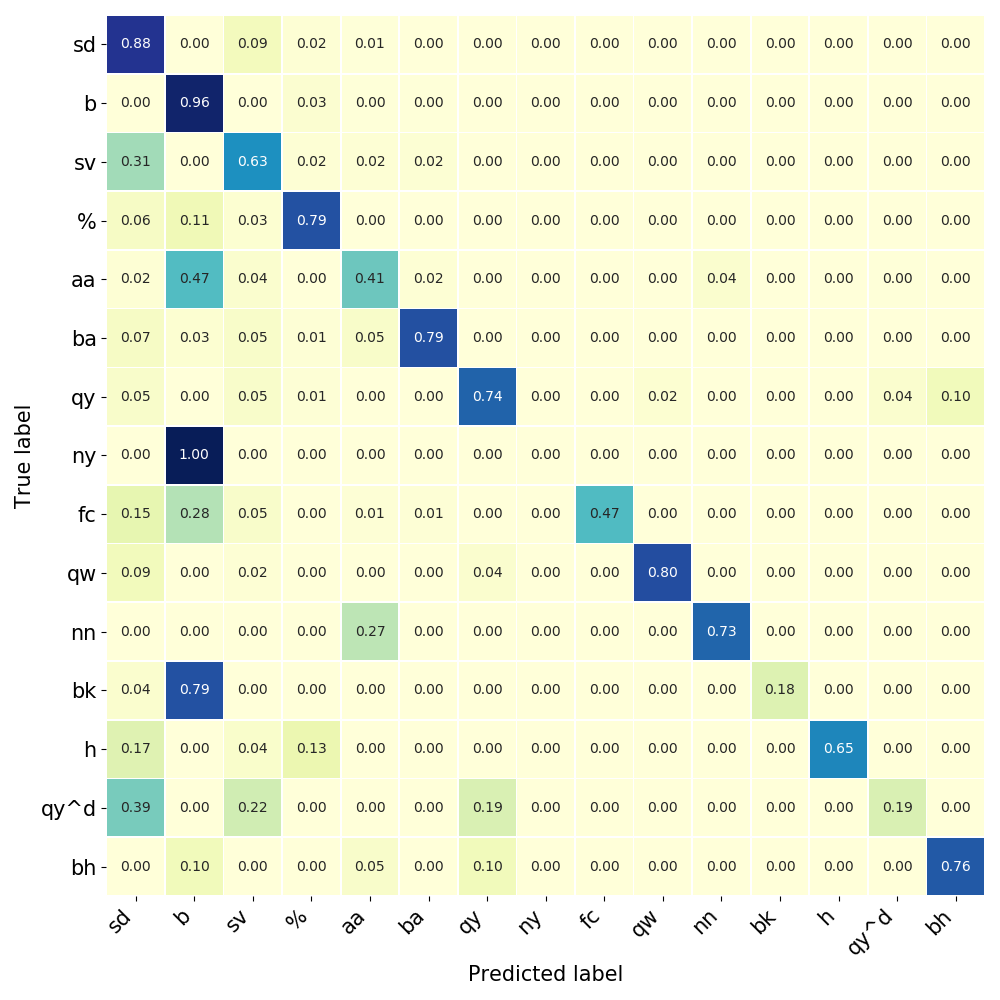 sd 0.88 0.00 0.09 0.02 0.01 0.00 0.00 0.00 0.00 0.00 0.00 0.00 0.00 0.00 0.00
b 0.00 0.96 0.00 0.03 0.00 0.00 0.00 0.00 0.00 0.00 0.00 0.00 0.00 0.00 0.00
sv 0.31 0.00 0.63 0.02 0.02 0.02 0.00 0.00 0.00 0.00 0.00 0.00 0.00 0.00 0.00
% 0.06 0.11 0.03 0.79 0.00 0.00 0.00 0.00 0.00 0.00 0.00 0.00 0.00 0.00 0.00
aa 0.02 0.47 0.04 0.00 0.41 0.02 0.00 0.00 0.00 0.00 0.04 0.00 0.00 0.00 0.00
ba 0.07 0.03 0.05 0.01 0.05 0.79 0.00 0.00 0.00 0.00 0.00 0.00 0.00 0.00 0.00
qy 0.05 0.00 0.05 0.01 0.00 0.00 0.74 0.00 0.00 0.02 0.00 0.00 0.00 0.04 0.10
ny 0.00 1.00 0.00 0.00 0.00 0.00 0.00 0.00 0.00 0.00 0.00 0.00 0.00 0.00 0.00
fc 0.15 0.28 0.05 0.00 0.01 0.01 0.00 0.00 0.47 0.00 0.00 0.00 0.00 0.00 0.00
qw 0.09 0.00 0.02 0.00 0.00 0.00 0.04 0.00 0.00 0.80 0.00 0.00 0.00 0.00 0.00
nn 0.00 0.00 0.00 0.00 0.27 0.00 0.00 0.00 0.00 0.00 0.73 0.00 0.00 0.00 0.00
bk 0.04 0.79 0.00 0.00 0.00 0.00 0.00 0.00 0.00 0.00 0.00 0.18 0.00 0.00 0.00
h 0.17 0.00 0.04 0.13 0.00 0.00 0.00 0.00 0.00 0.00 0.00 0.00 0.65 0.00 0.00
qy^d 0.39 0.00 0.22 0.00 0.00 0.00 0.19 0.00 0.00 0.00 0.00 0.00 0.00 0.19 0.00
bh 0.00 0.10 0.00 0.00 0.05 0.00 0.10 0.00 0.00 0.00 0.00 0.00 0.00 0.00 0.76
sd b sv % aa ba qy ny fc qw nn bk h qy^d bh
Predicted label
True label